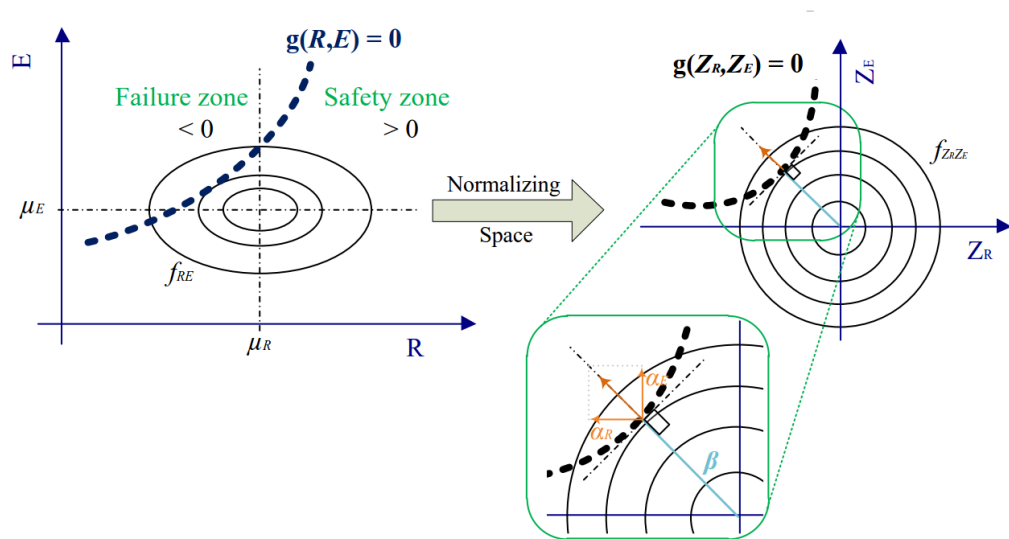 E
g(R,E) = 0
Failure zone
< 0
Safety zone
> 0
μE
fRE
μR
R
Normalizing
Space
g(ZR,ZE) = 0
ZE
fZRZE
ZR
αE
αR
β